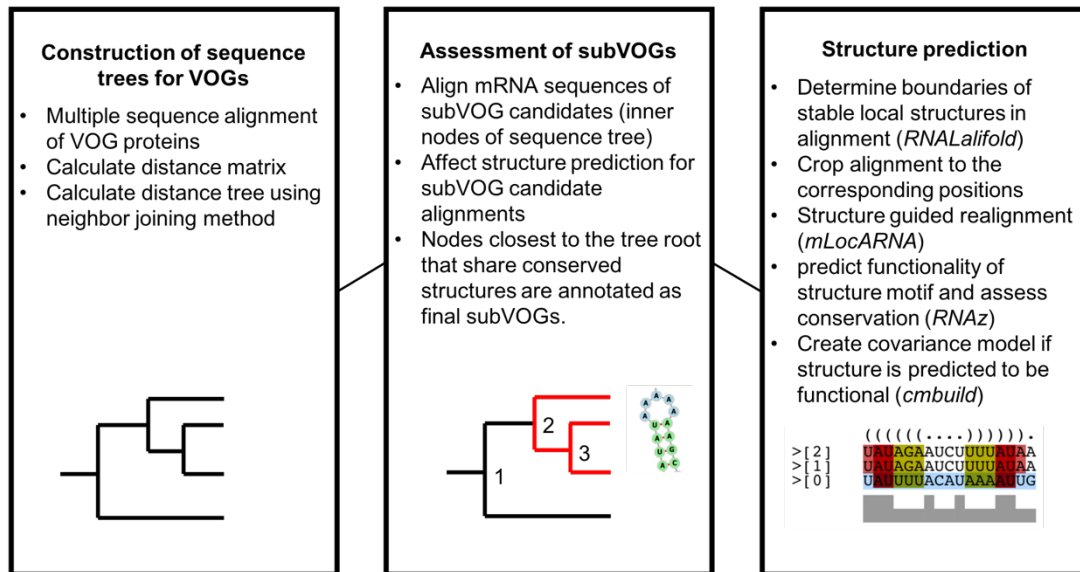 Construction of sequence
trees for VOGs
• Multiple sequence alignment
of VOG proteins
• Calculate distance matrix
• Calculate distance tree using
neighbor joining method
Assessment of subVOGs
• Align mRNA sequences of
subVOG candidates (inner
nodes of sequence tree)
• Affect structure prediction for
subVOG candidate
alignments
• Nodes closest to the tree root
that share conserved
structures are annotated as
final subVOGs.
1
2
3
A
A A
A A
A A
U A
A G
U C
A
Structure prediction
• Determine boundaries of
stable local structures in
alignment (RNALalifold)
• Crop alignment to the
corresponding positions
• Structure guided realignment
(mLocARNA)
• predict functionality of
structure motif and assess
conservation (RNAz)
• Create covariance model if
structure is predicted to be
functional (cmbuild)
((((((....)))))).
>[2] UAUAGAAUCUUUUAUAA
>[1] UAUAGAAUCUUUUAUAA
>[0] UAUUUUACAUAAAAUUG